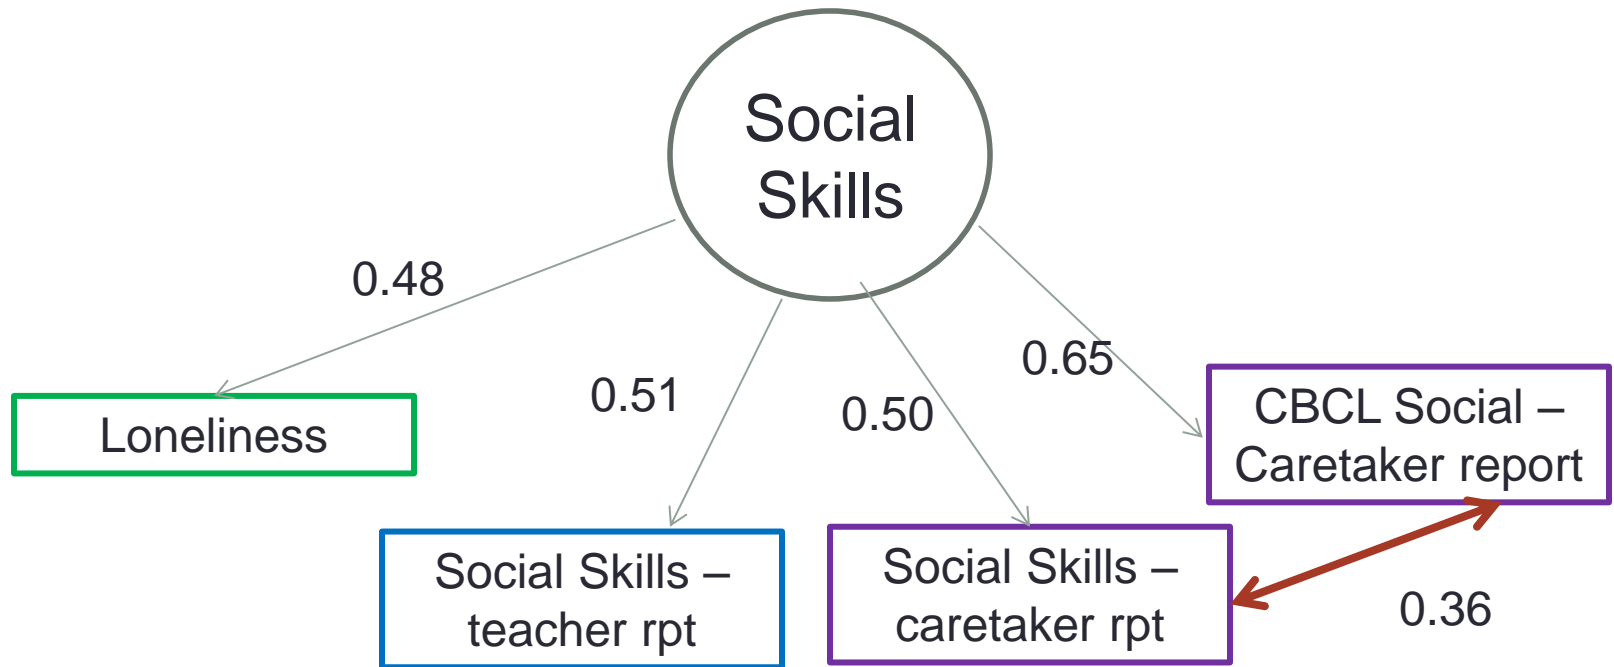 Social
Skills
0.48
0.51
0.50
0.65
Loneliness
CBCL Social –
Caretaker report
Social Skills –
teacher rpt
Social Skills –
caretaker rpt
0.36